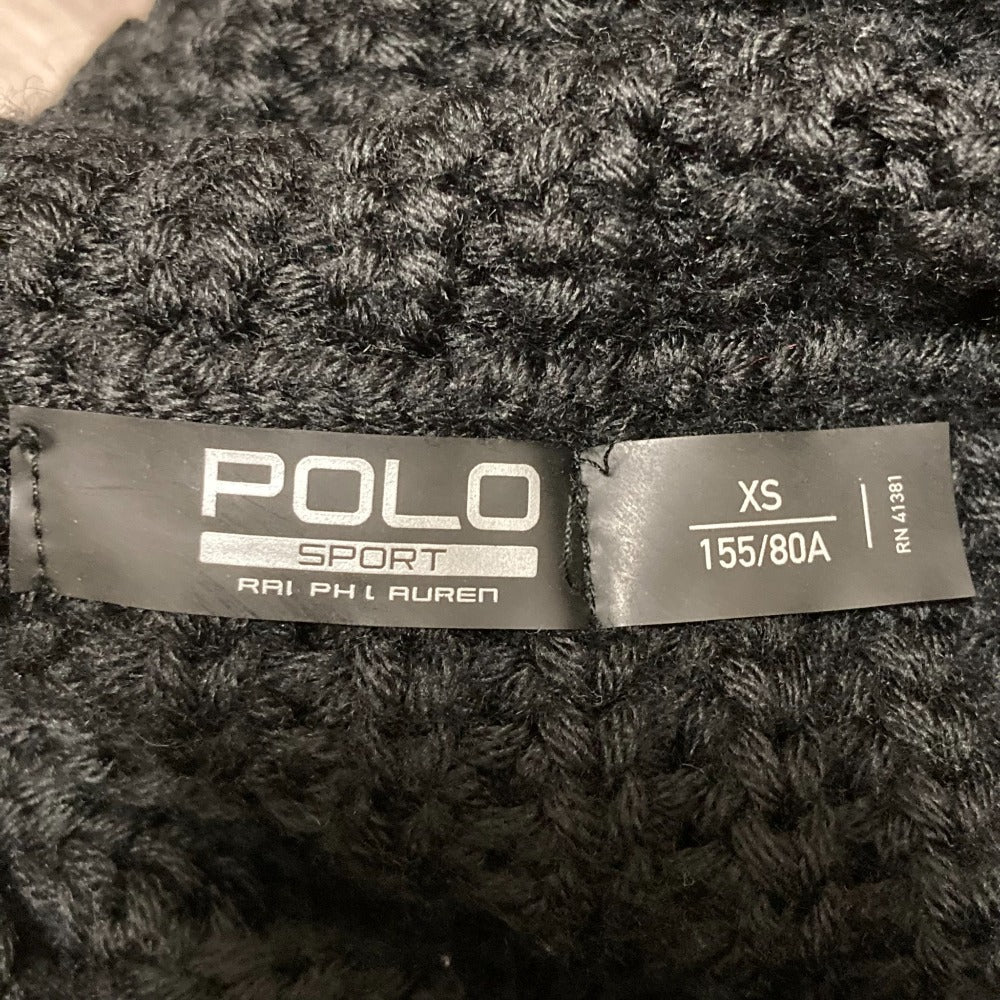 POLO
SPORT
RALPH LAUREN
XS
155/80A
RN 41381